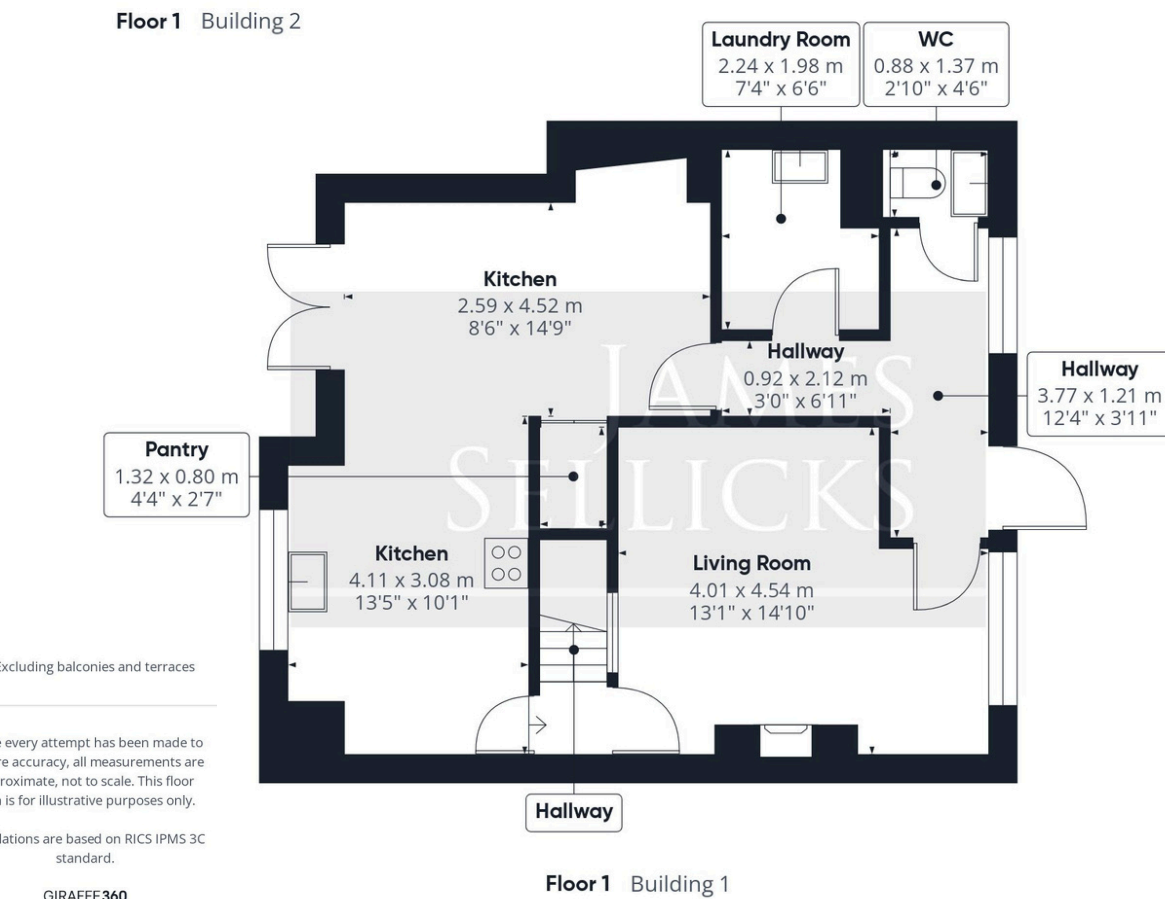 Floor 1 Building 2
Laundry Room
2.24 x 1.98 m
7'4" x 6'6"
WC
0.88 x 1.37 m
2'10" x 4'6"
Kitchen
2.59 x 4.52 m
8'6" x 14'9"
Hallway
0.92 x 2.12 m
3'0" x 6'11"
Hallway
3.77 x 1.21 m
12'4" x 3'11"
JAMES
SELLICKS
Pantry
1.32 x 0.80 m
4'4" x 2'7"
Kitchen
4.11 x 3.08 m
13'5" x 10'1"
Living Room
4.01 x 4.54 m
13'1" x 14'10"
Excluding balconies and terraces
every attempt has been made to
accuracy, all measurements are
not to scale. This floor
is for illustrative purposes only.
are based on RICS IPMS 3C
standard.
GIRAFFE360
Hallway
Floor 1 Building 1